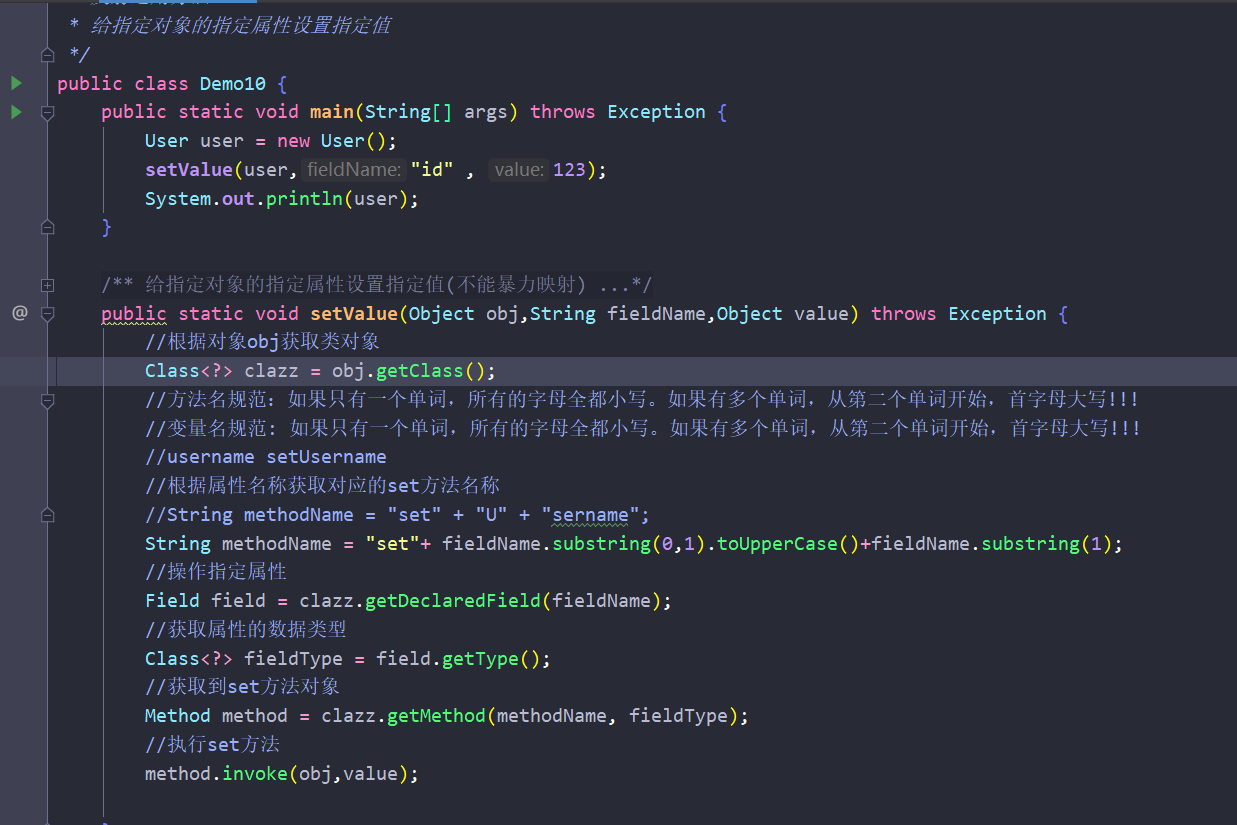 * 给指定对象的指定属性设置指定值
*/
public class Demo10 {
public static void main(String[] args) throws Exception {
User user = new User();
setValue(user, fieldName: "id" , value: 123);
System.out.println(user);
}
/** 给指定对象的指定属性设置指定值(不能暴力映射) ...*/
@ public static void setValue(Object obj,String fieldName,Object value) throws Exception {
//根据对象obj获取类对象
Class<?> clazz = obj.getClass();
//方法名规范: 如果只有一个单词，所有的字母全都小写。如果有多个单词，从第二个单词开始，首字母大写!!!
//变量名规范: 如果只有一个单词，所有的字母全都小写。如果有多个单词，从第二个单词开始，首字母大写!!!
//username setUsername
//根据属性名称获取对应的set方法名称
//String methodName = "set" + "U" + "sername";
String methodName = "set"+ fieldName.substring(0,1).toUpperCase()+fieldName.substring(1);
//操作指定属性
Field field = clazz.getDeclaredField(fieldName);
//获取属性的数据类型
Class<?> fieldType = field.getType();
//获取到set方法对象
Method method = clazz.getMethod(methodName, fieldType);
//执行set方法
method.invoke(obj,value);